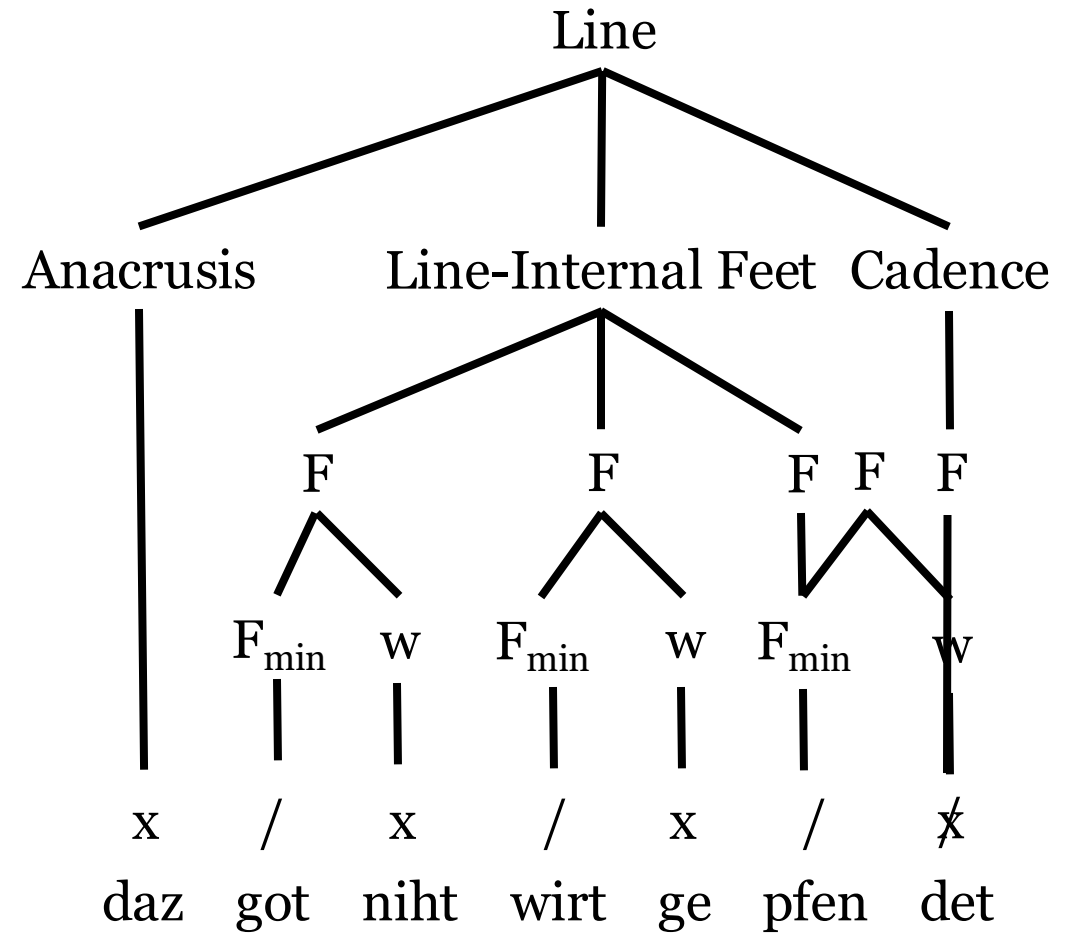 Line
Anacrusis Line-Internal Feet Cadence
F F F F F
Fmin w Fmin w Fmin w
x / x / x / x /
daz got niht wirt ge pfen det